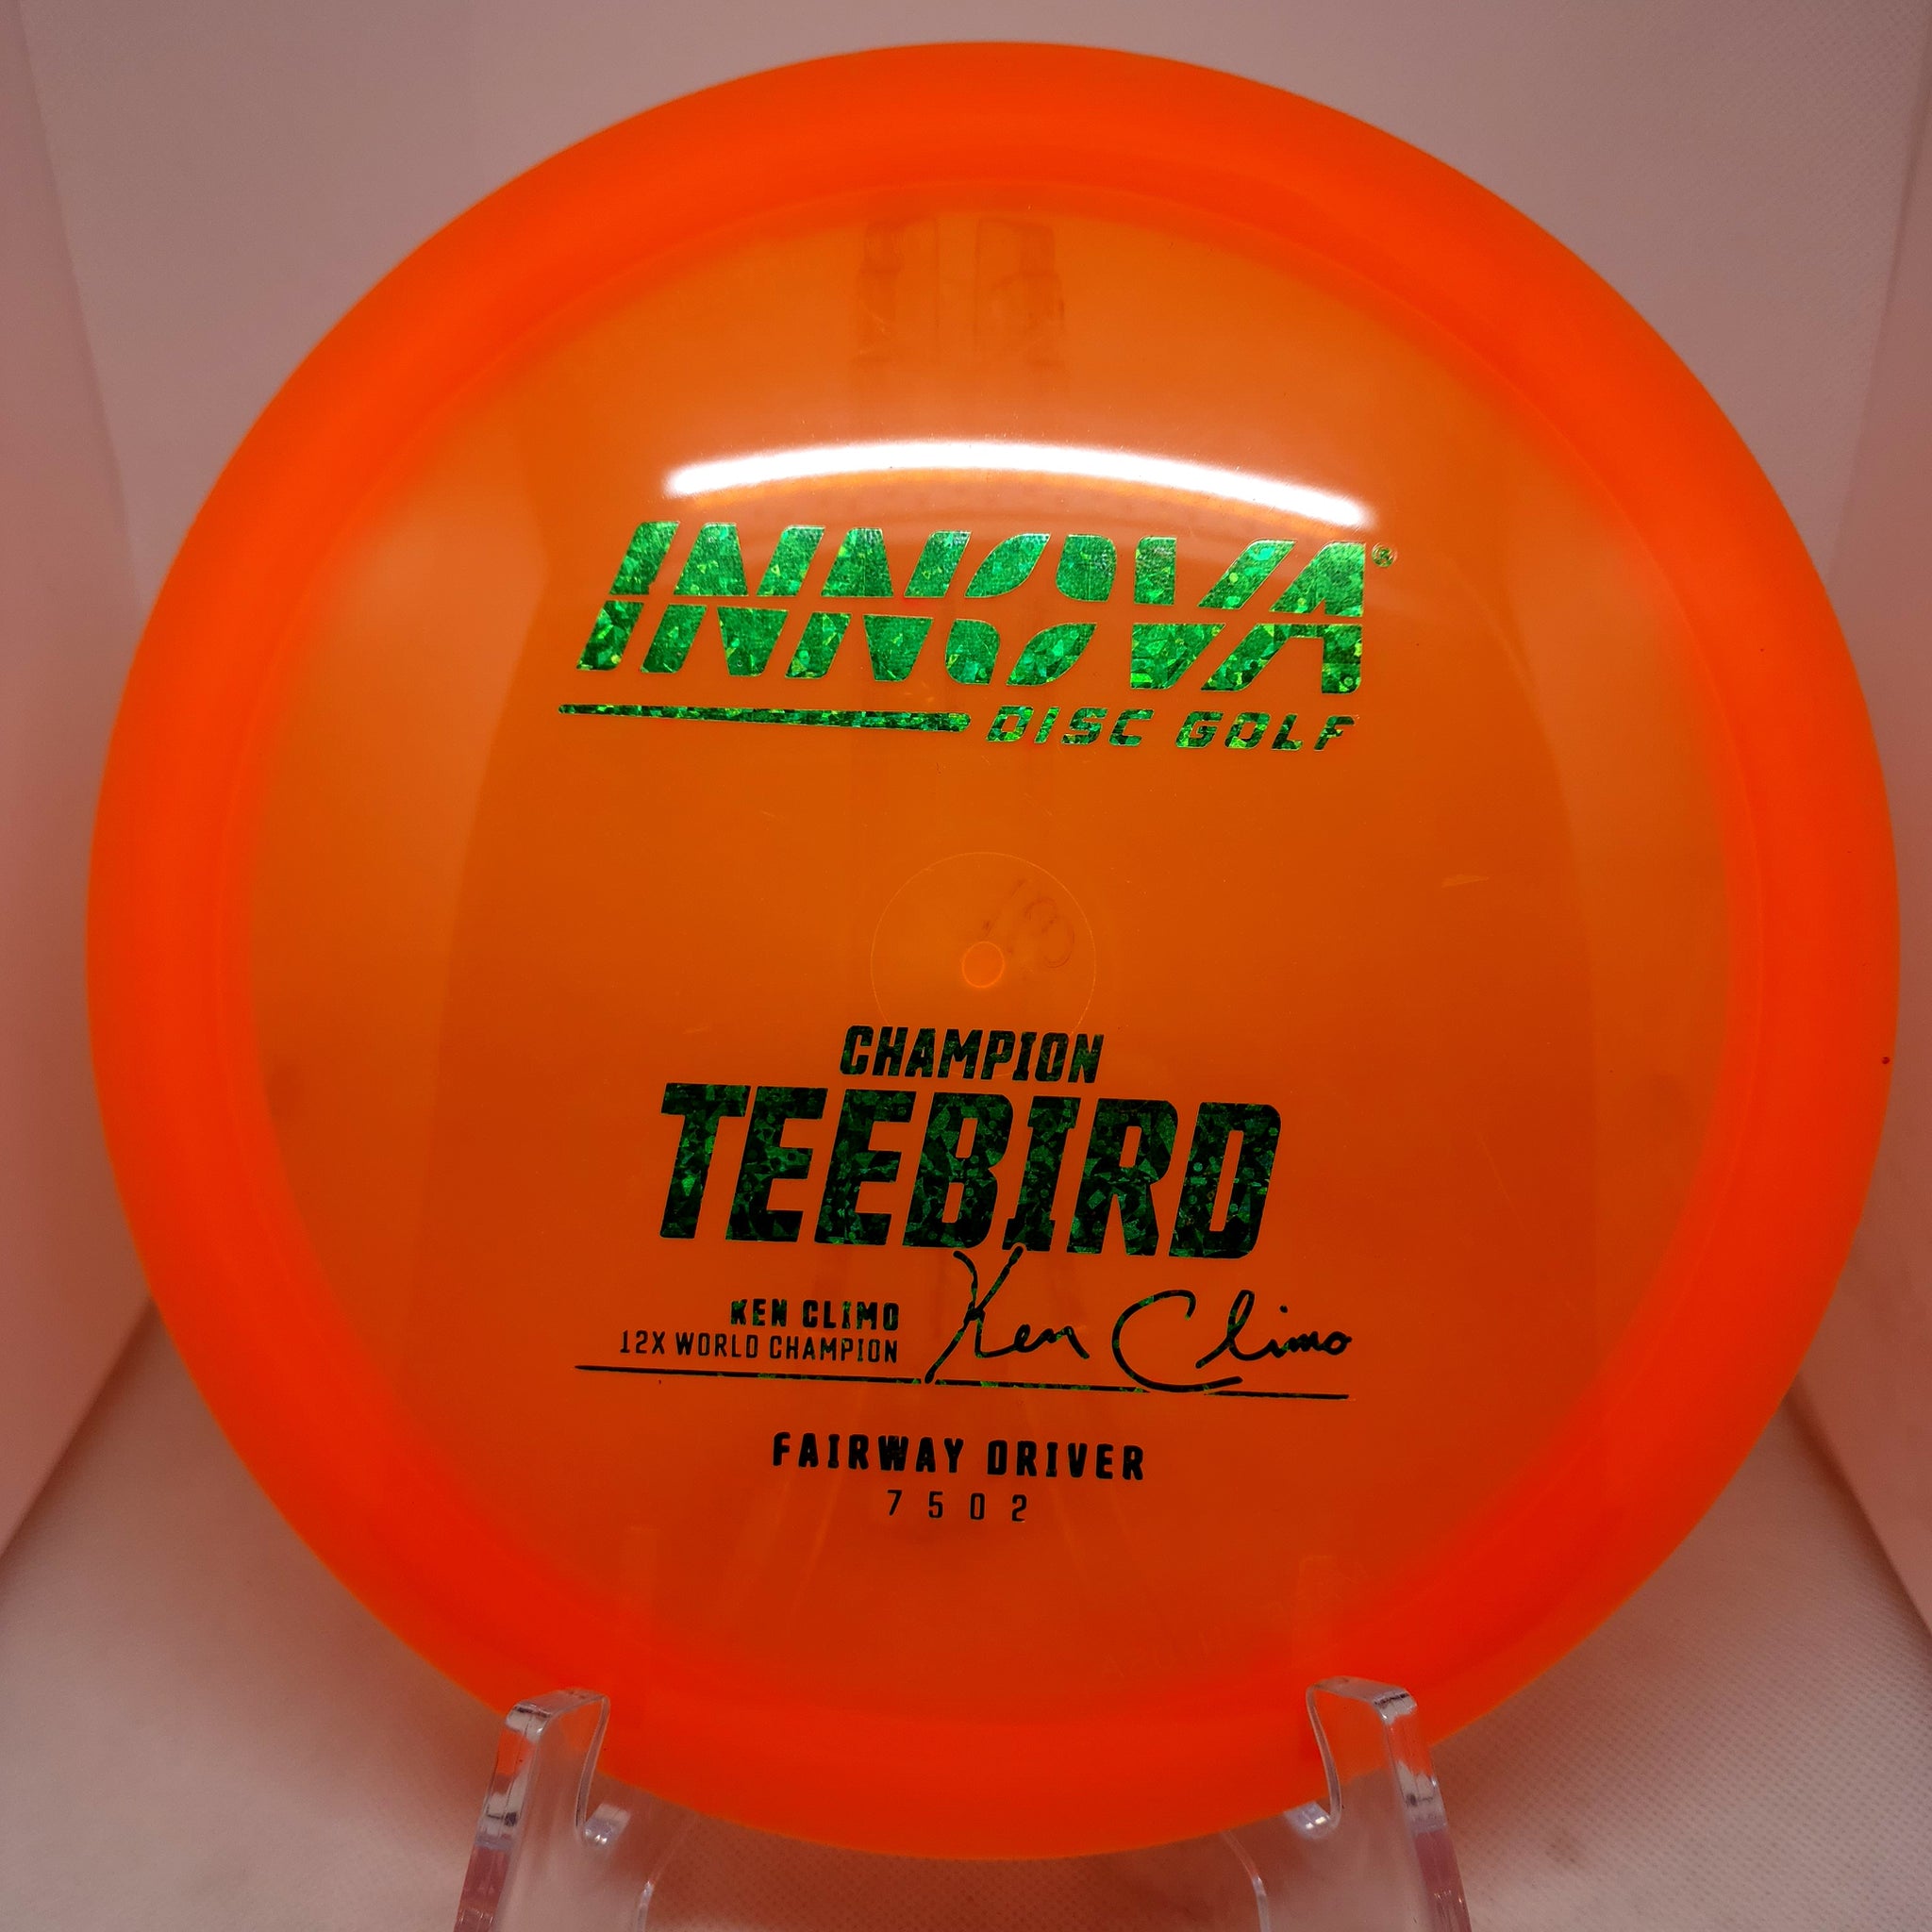 INNOVA®
DISC GOLF
CHAMPION
TEEBIRD
KEN CLIMO
12X WORLD CHAMPION
Ken Climo
FAIRWAY DRIVER
7 5 0 2